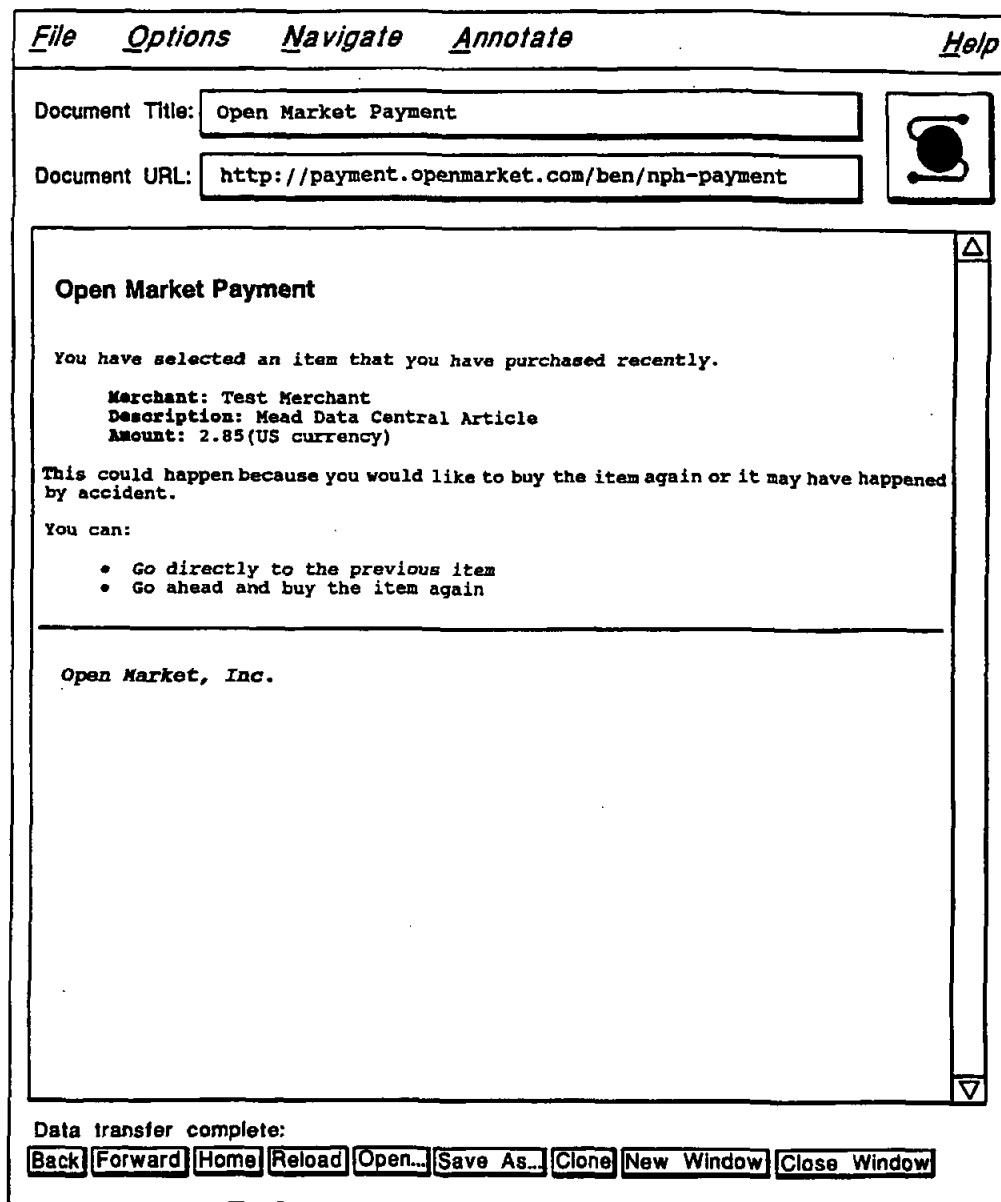 File Options Navigate Annotate Help
Document Title: Open Market Payment
Document URL: http://payment.openmarket.com/ben/nph-payment
Open Market Payment
You have selected an item that you have purchased recently.
Merchant: Test Merchant
Description: Mead Data Central Article
Amount: 2.85(US currency)
This could happen because you would like to buy the item again or it may have happened
by accident.
You can:
• Go directly to the previous item
• Go ahead and buy the item again
Open Market, Inc.
Data transfer complete:
Back Forward Home Reload Open... Save As... Clone New Window Close Window